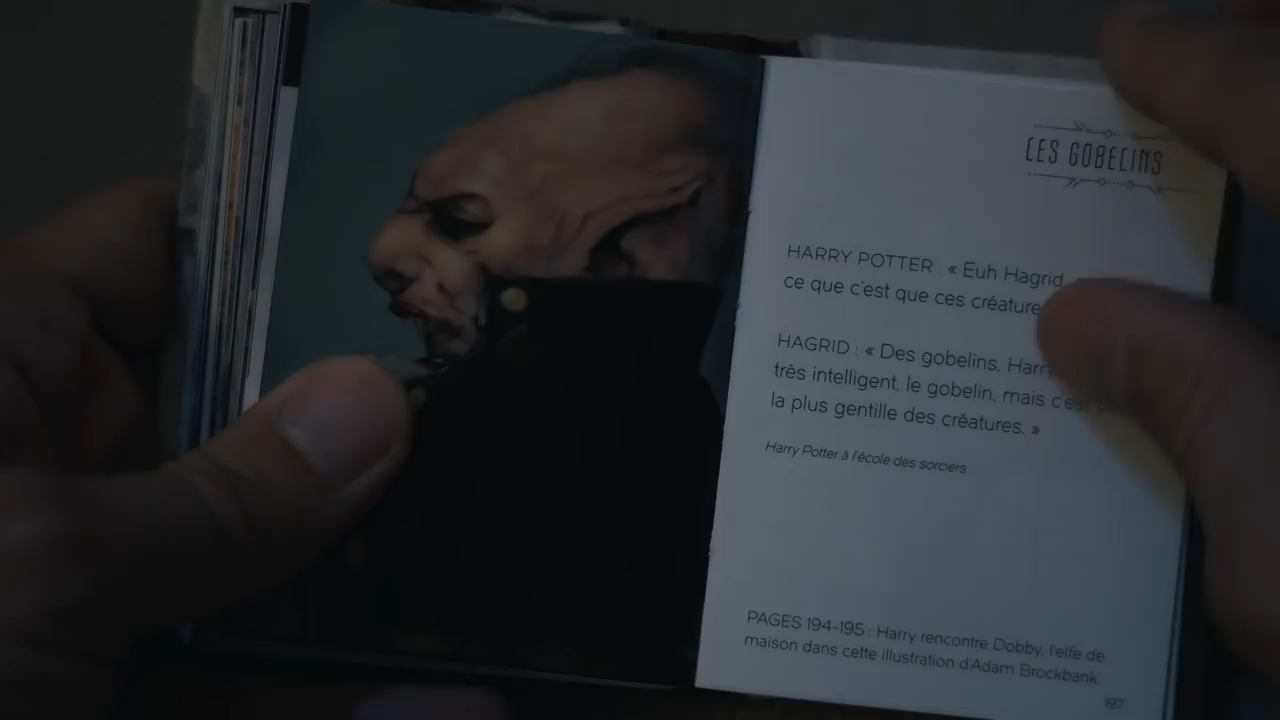 LES GOBELINS
HARRY POTTER : « Euh Hagrid
ce que c'est que ces créature
HAGRID : « Des gobelins, Harr
très intelligent, le gobelin, mais c'es
la plus gentille des créatures. »
Harry Potter à l'école des sorciers
PAGES 194-195 : Harry rencontre Dobby, l'elfe de
maison dans cette illustration d'Adam Brockbank.
197